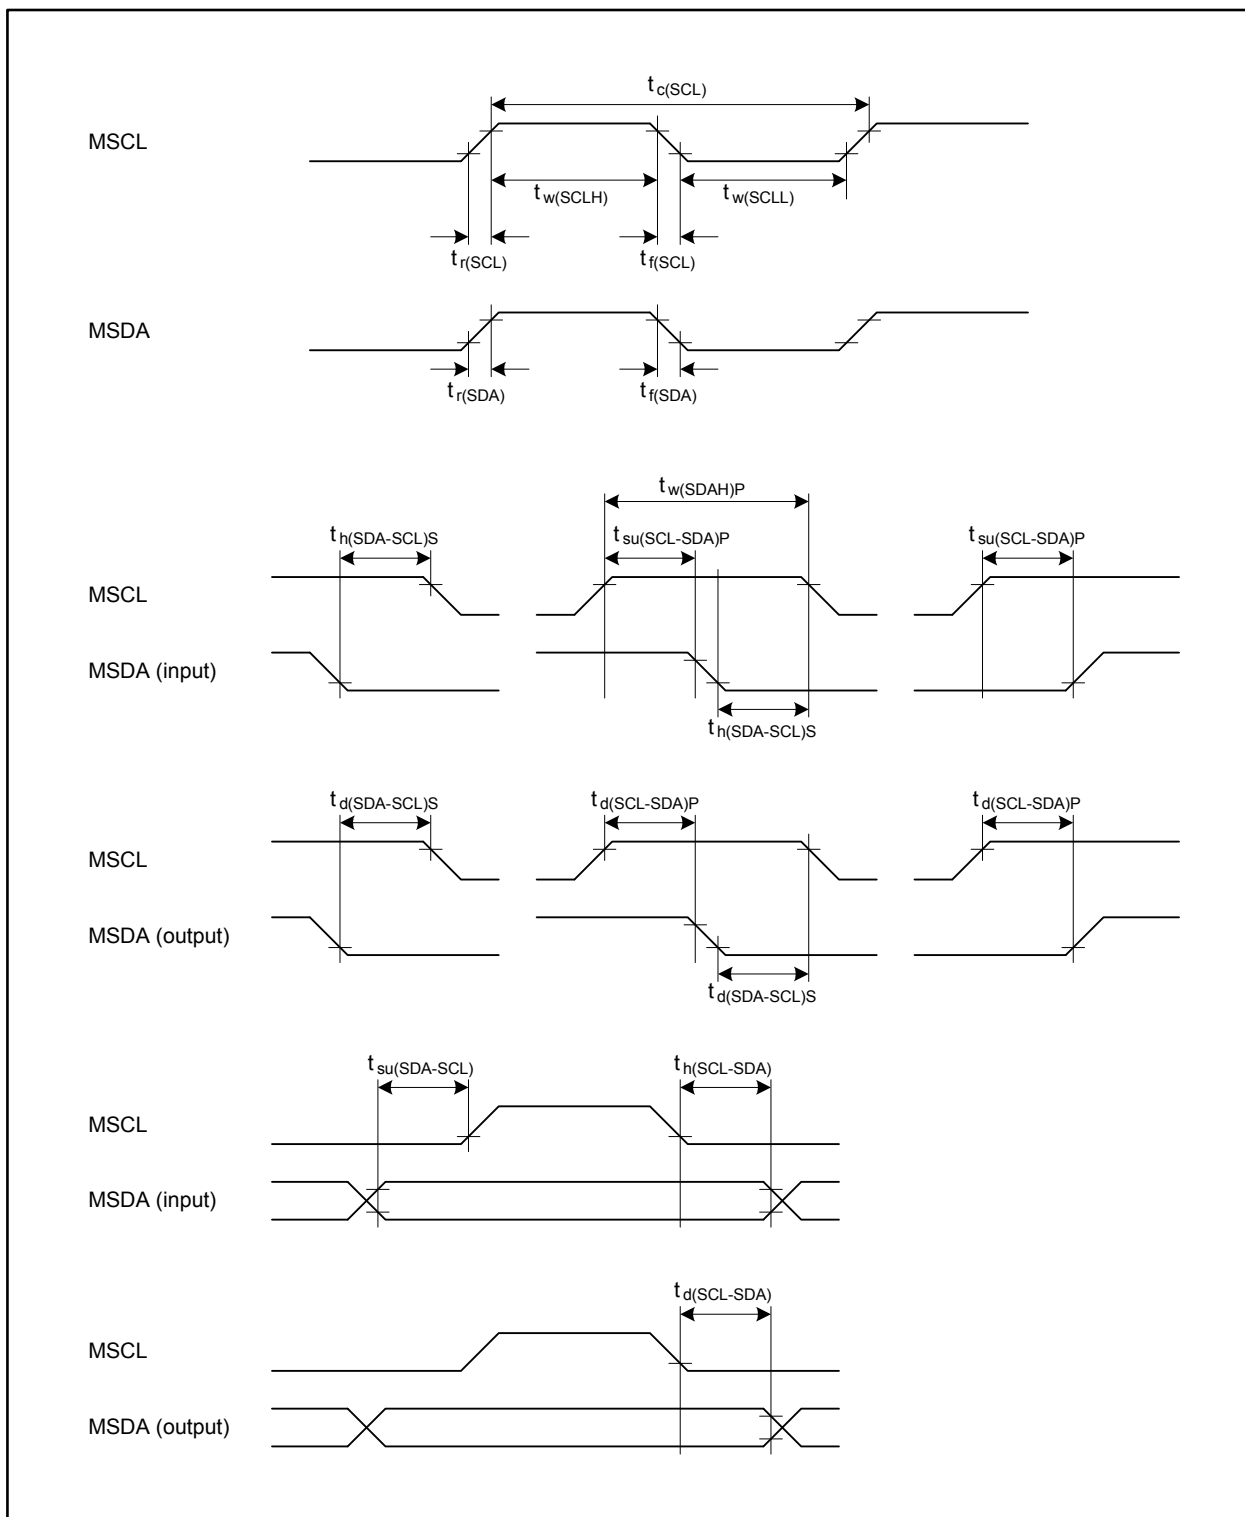 tc(SCL)
MSCL
tw(SCLH) tw(SCLL)
tr(SCL) tf(SCL)
MSDA
tr(SDA) tf(SDA)
tw(SDAH)P
th(SDA-SCL)S tsu(SCL-SDA)P tsu(SCL-SDA)P
MSCL
MSDA (input)
th(SDA-SCL)S
td(SDA-SCL)S td(SCL-SDA)P td(SCL-SDA)P
MSCL
MSDA (output)
td(SDA-SCL)S
tsu(SDA-SCL) th(SCL-SDA)
MSCL
MSDA (input)
td(SCL-SDA)
MSCL
MSDA (output)